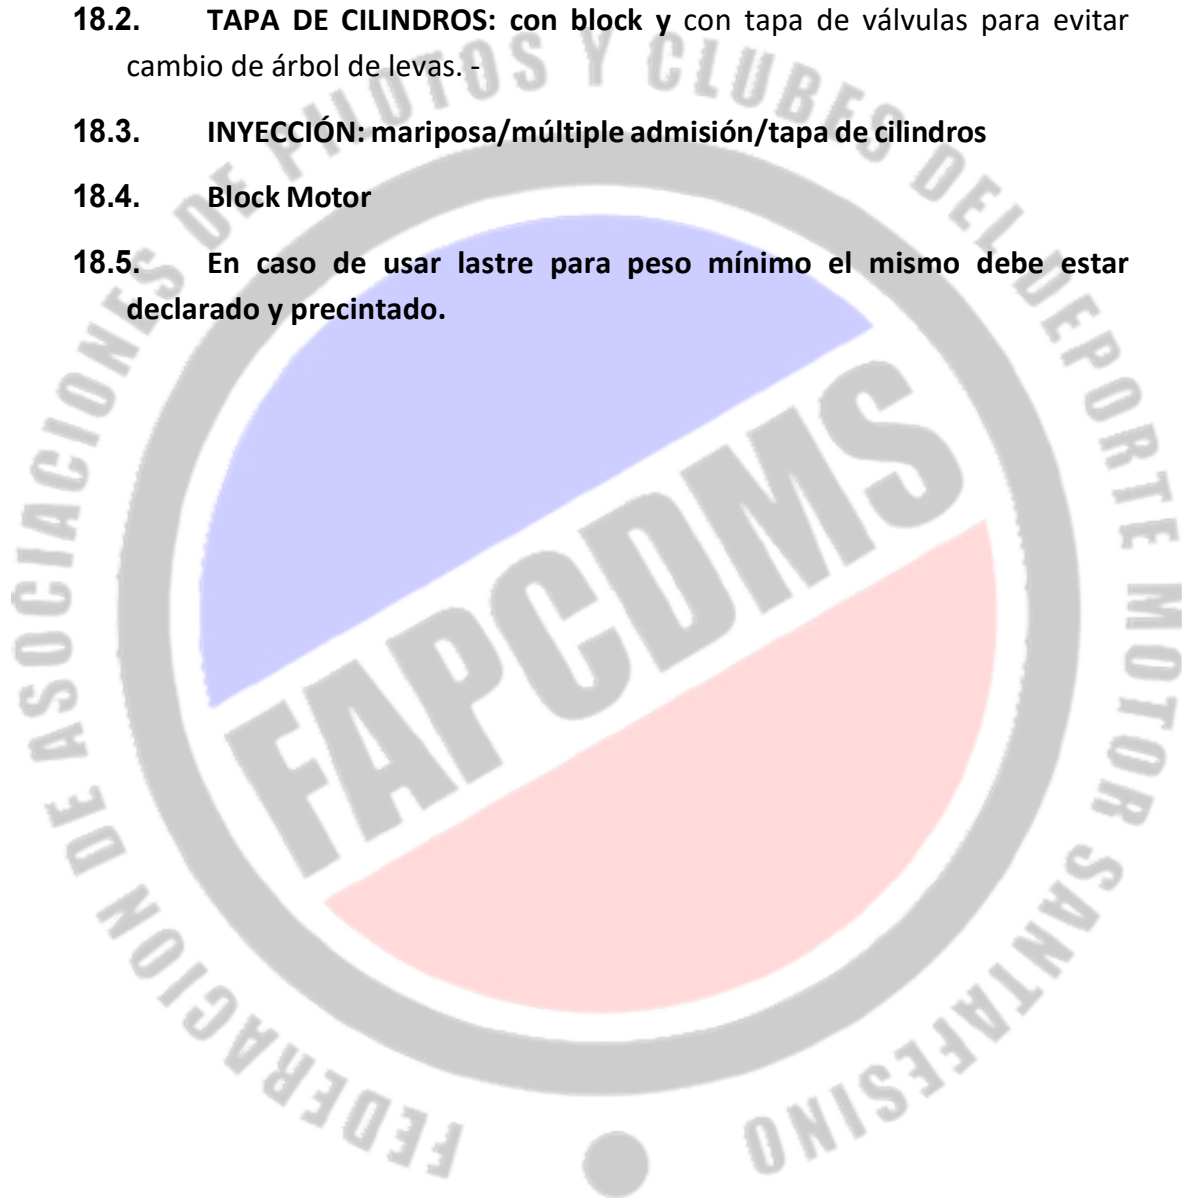 18.2. TAPA DE CILINDROS: con block y con tapa de válvulas para evitar
cambio de árbol de levas. -
18.3. INYECCIÓN: mariposa/múltiple admisión/tapa de cilindros
18.4. Block Motor
18.5. En caso de usar lastre para peso mínimo el mismo debe estar
declarado y precintado.
FEDERACION DE ASOCIACIONES DE PILOTOS Y CLUBES DEL DEPORTE MOTOR SANTAFESINO
FAPCDMS